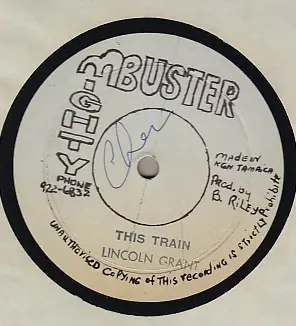 MIGHTY
BUSTER
PHONE
922-6832
MADE IN
KGN JAMAICA
Prod. by
B. RILEY
THIS TRAIN
LINCOLN GRANT
UNAUTHORISED COPYING OF THIS RECORDING IS STRICTLY Prohibited